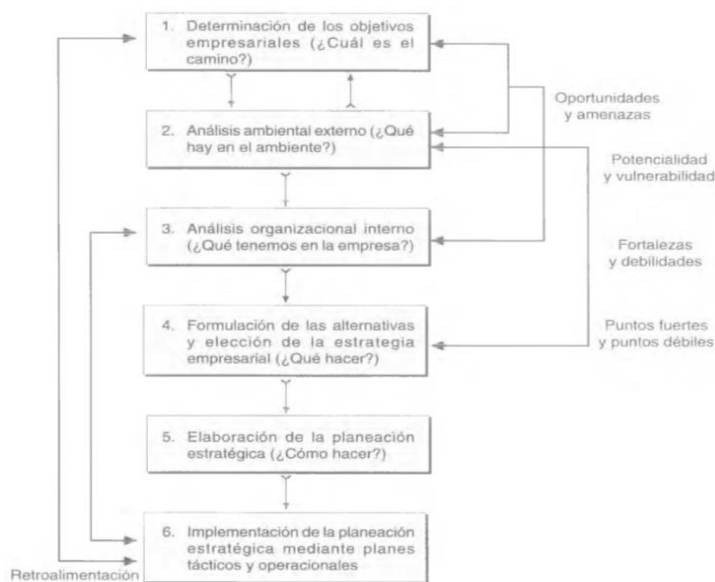 1. Determinación de los objetivos
empresariales (¿Cuál es el
camino?)
Oportunidades
y amenazas
2. Análisis ambiental externo (¿Qué
hay en el ambiente?)
Potencialidad
y vulnerabilidad
3. Análisis organizacional interno
(¿Qué tenemos en la empresa?)
Fortalezas
y debilidades
4. Formulación de las alternativas
y elección de la estrategia
empresarial (¿Qué hacer?)
Puntos fuertes
y puntos débiles
5. Elaboración de la planeación
estratégica (¿Cómo hacer?)
6. Implementación de la planeación
estratégica mediante planes
tácticos y operacionales
Retroalimentación